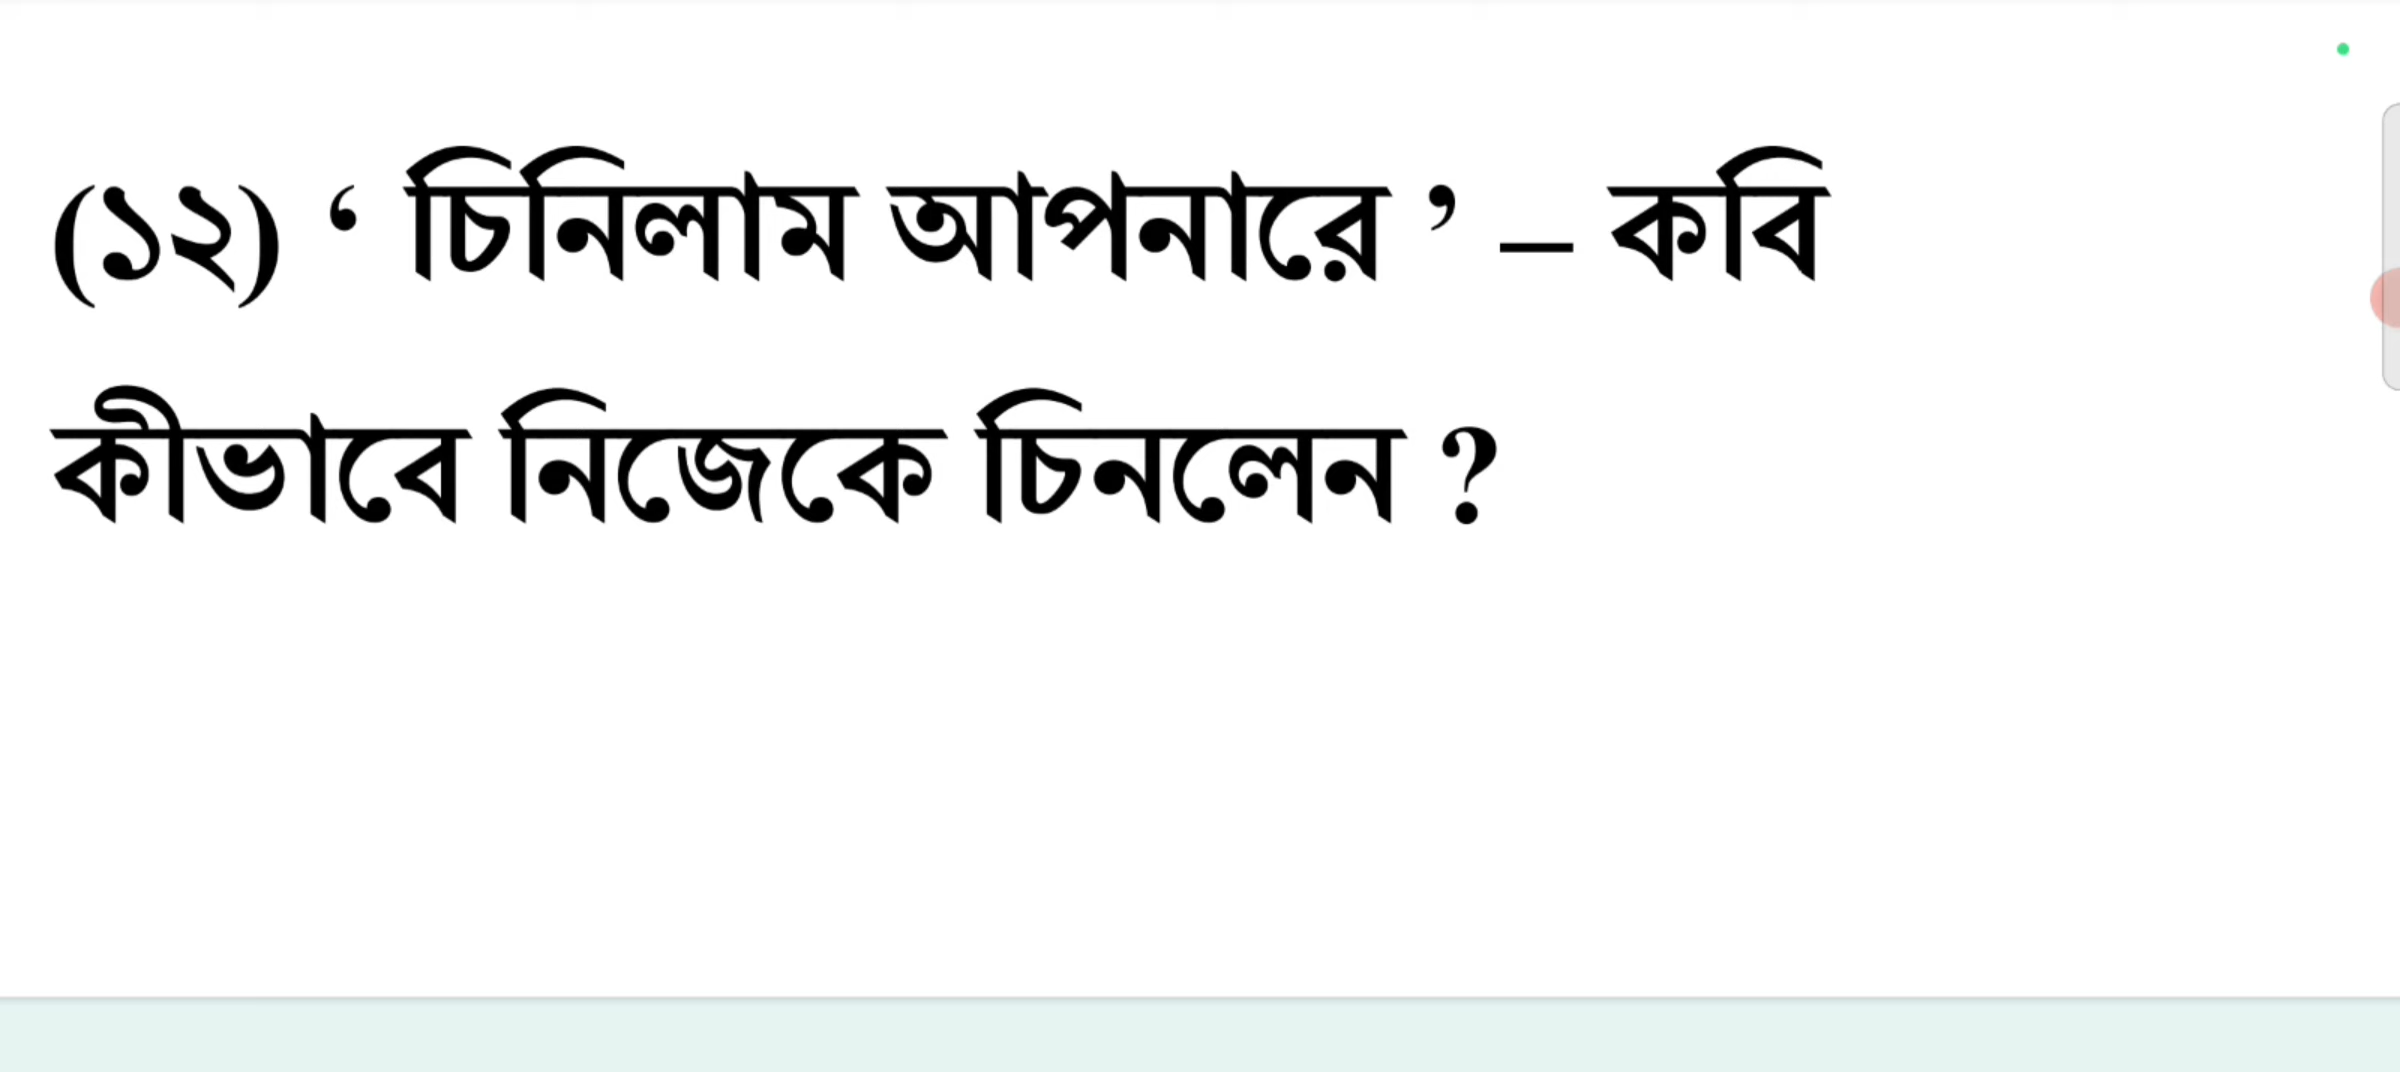 (১২) ‘ চিনিলাম আপনারে ’ – কবি
কীভাবে নিজেকে চিনলেন ?